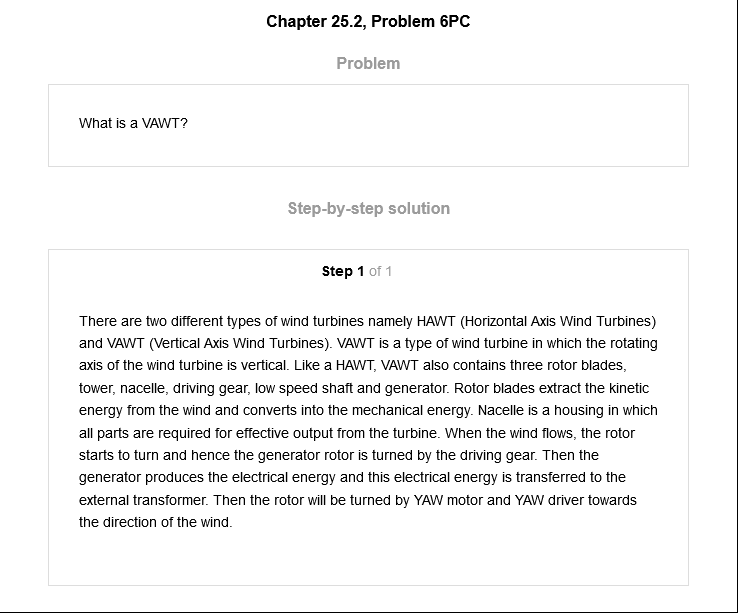 Chapter 25.2, Problem 6PC
Problem
What is a VAWT?
Step-by-step solution
Step 1 of 1
There are two different types of wind turbines namely HAWT (Horizontal Axis Wind Turbines)
and VAWT (Vertical Axis Wind Turbines). VAWT is a type of wind turbine in which the rotating
axis of the wind turbine is vertical. Like a HAWT, VAWT also contains three rotor blades,
tower, nacelle, driving gear, low speed shaft and generator. Rotor blades extract the kinetic
energy from the wind and converts into the mechanical energy. Nacelle is a housing in which
all parts are required for effective output from the turbine. When the wind flows, the rotor
starts to turn and hence the generator rotor is turned by the driving gear. Then the
generator produces the electrical energy and this electrical energy is transferred to the
external transformer. Then the rotor will be turned by YAW motor and YAW driver towards
the direction of the wind.